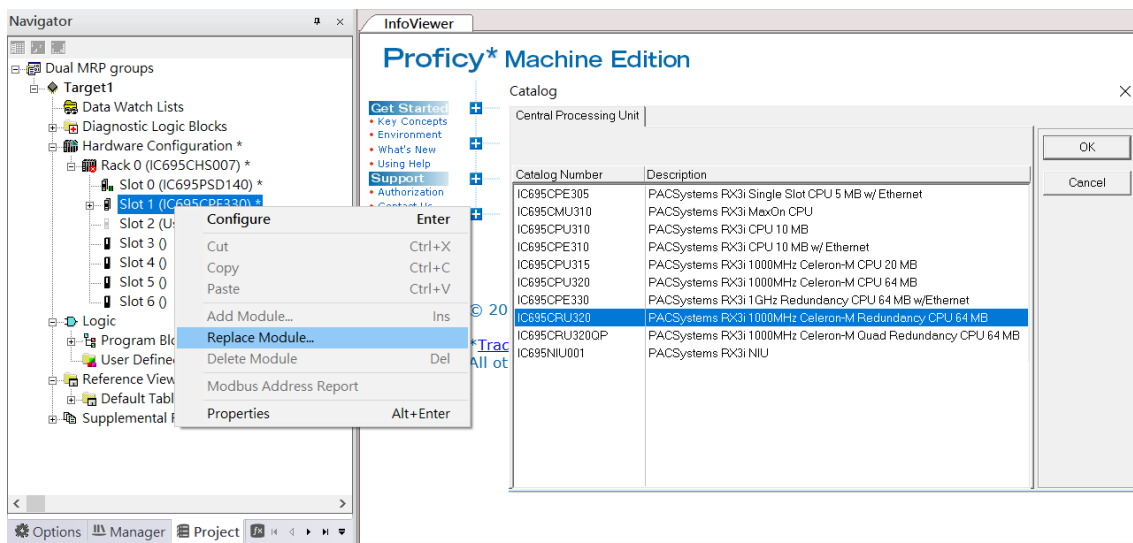 Navigator
Dual MRP groups
Target1
Data Watch Lists
Diagnostic Logic Blocks
Hardware Configuration *
Rack 0 (IC695CHS007) *
Slot 0 (IC695PSD140) *
Slot 1 (IC695CPE330) *
Slot 2 (Us
Slot 3 ()
Slot 4 ()
Slot 5 ()
Slot 6 ()
Logic
Program Blo
User Define
Reference View
Default Tabl
Supplemental F
Configure Enter
Cut Ctrl+X
Copy Ctrl+C
Paste Ctrl+V
Add Module... Ins
Replace Module...
Delete Module Del
Modbus Address Report
Properties Alt+Enter
Options Manager Project
InfoViewer
Proficy* Machine Edition
Get Started
• Key Concepts
• Environment
• What's New
• Using Help
Support
• Authorization
• Contact Us
© 20
*Trac
All ot
Catalog
Central Processing Unit
OK
Cancel
Catalog Number Description
IC695CPE305 PACSystems RX3i Single Slot CPU 5 MB w/ Ethernet
IC695CMU310 PACSystems RX3i MaxOn CPU
IC695CPU310 PACSystems RX3i CPU 10 MB
IC695CPE310 PACSystems RX3i CPU 10 MB w/ Ethernet
IC695CPU315 PACSystems RX3i 1000MHz Celeron-M CPU 20 MB
IC695CPU320 PACSystems RX3i 1000MHz Celeron-M CPU 64 MB
IC695CPE330 PACSystems RX3i 1GHz Redundancy CPU 64 MB w/Ethernet
IC695CRU320 PACSystems RX3i 1000MHz Celeron-M Redundancy CPU 64 MB
IC695CRU320QP PACSystems RX3i 1000MHz Celeron-M Quad Redundancy CPU 64 MB
IC695NIU001 PACSystems RX3i NIU